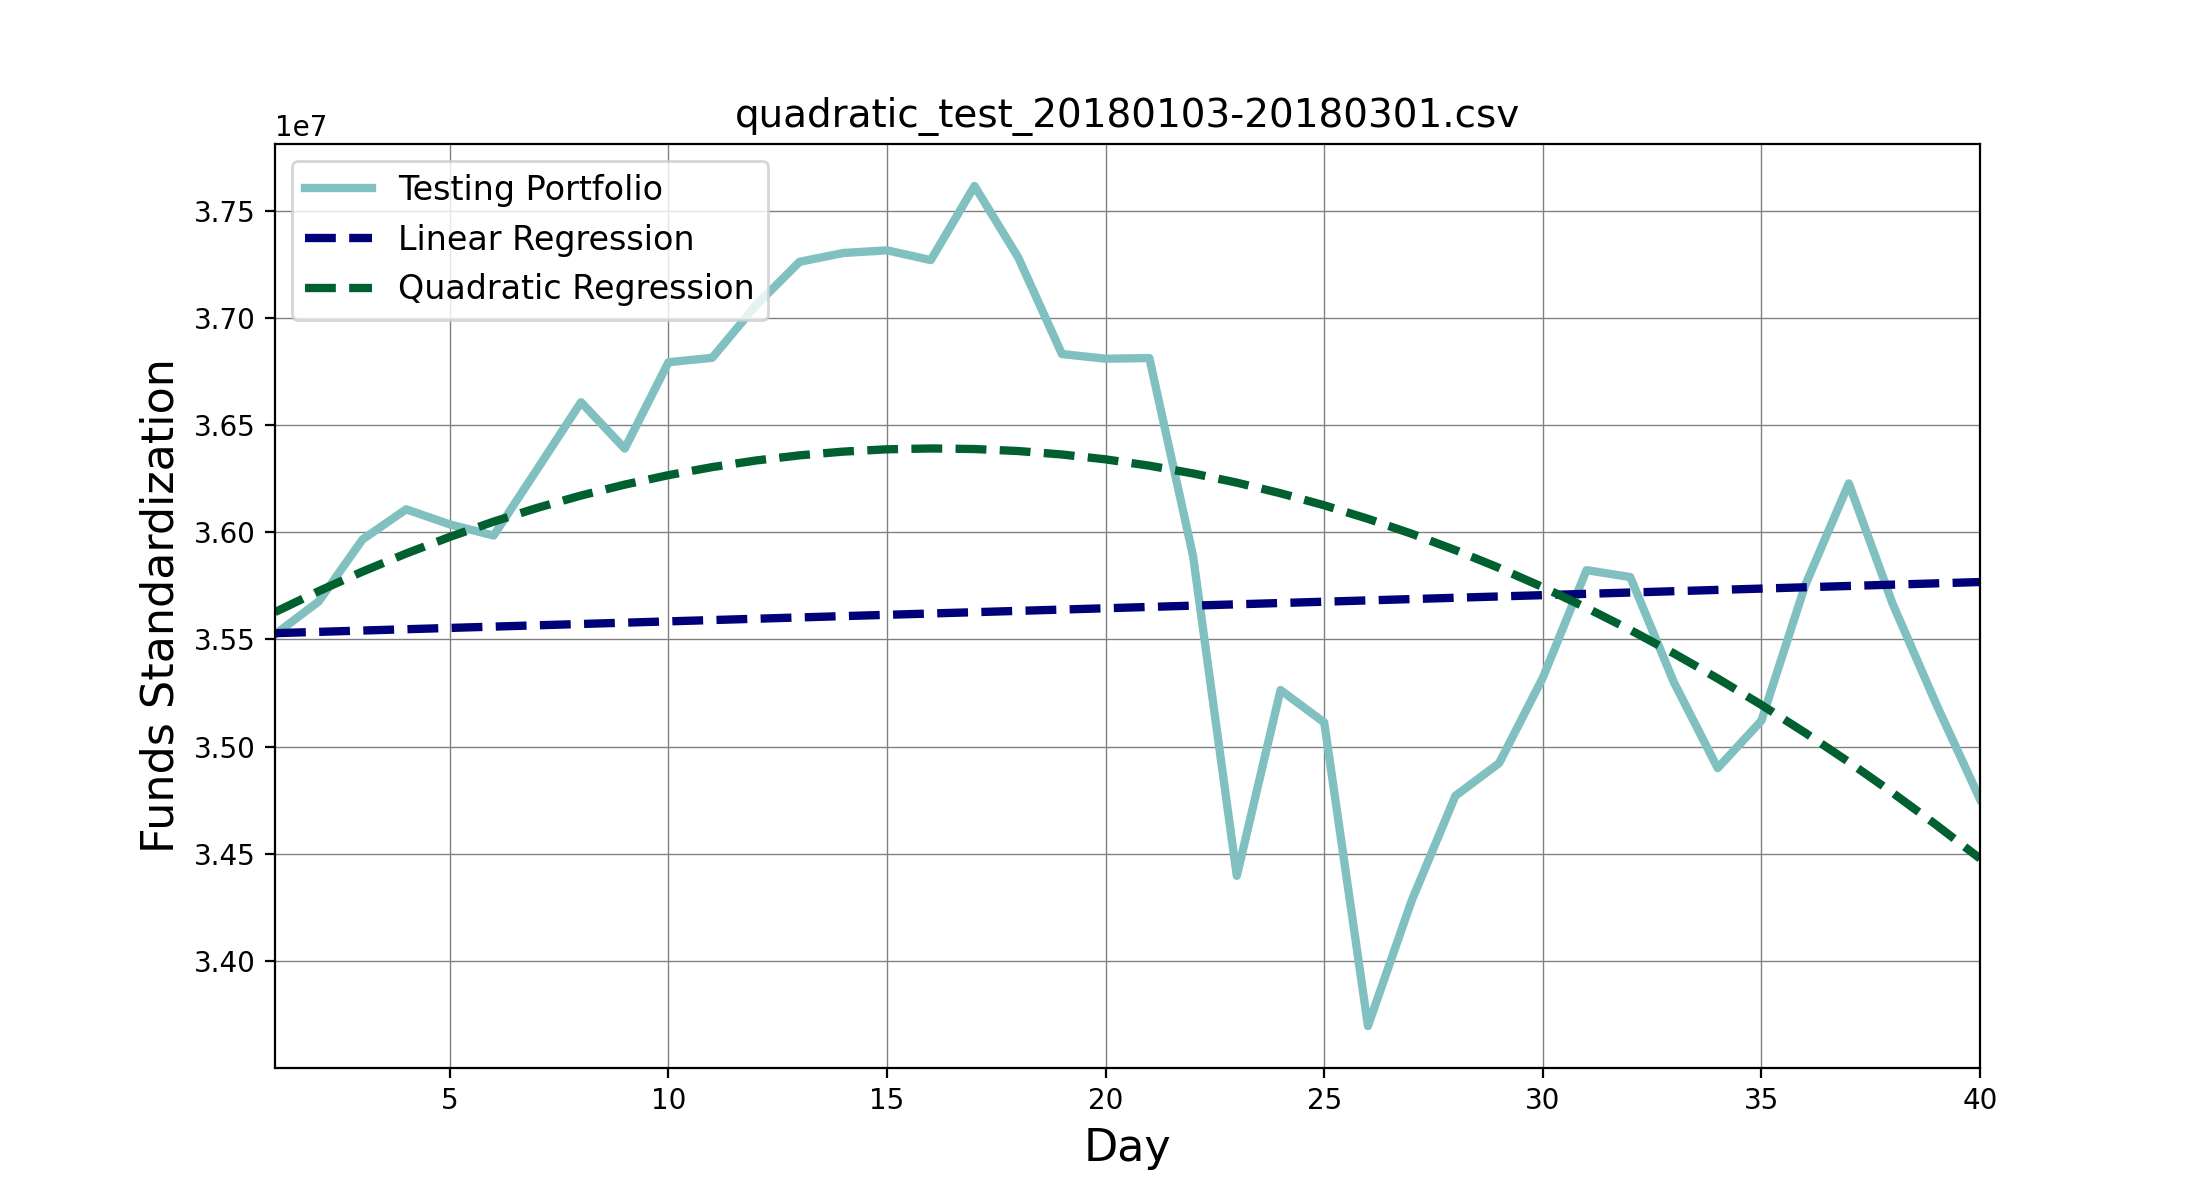 quadratic_test_20180103-20180301.csv
1e7
Testing Portfolio
Linear Regression
Quadratic Regression
3.75
3.70
3.65
3.60
3.55
3.50
3.45
3.40
Funds Standardization
5 10 15 20 25 30 35 40
Day